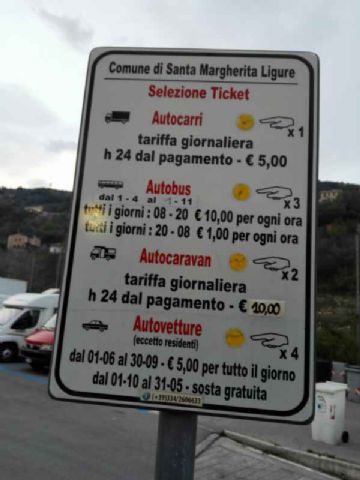 Comune di Santa Margherita Ligure
Selezione Ticket
Autocarri x 1
tariffa giornaliera
h 24 dal pagamento - € 5,00
Autobus x 3
dal 1 - 4 al - 11
tutti i giorni : 08 - 20 € 10,00 per ogni ora
tutti i giorni : 20 - 08 € 1,00 per ogni ora
Autocaravan x 2
tariffa giornaliera
h 24 dal pagamento - € 10,00
Autovetture x 4
(eccetto residenti)
dal 01-06 al 30-09 - € 5,00 per tutto il giorno
dal 01-10 al 31-05 - sosta gratuita
(+39)334/2606633